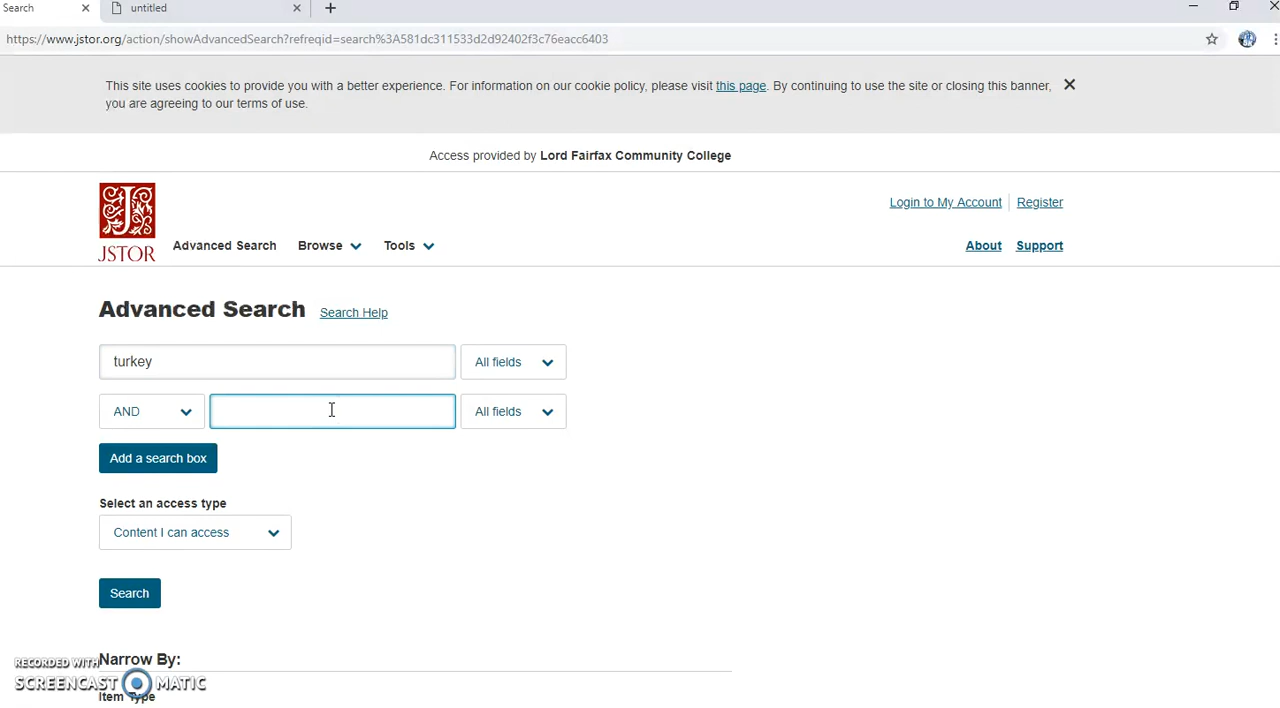 Search
untitled
https://www.jstor.org/action/showAdvancedSearch?refreqid=search%3A581dc311533d2d92402f3c76eacc6403
This site uses cookies to provide you with a better experience. For information on our cookie policy, please visit this page. By continuing to use the site or closing this banner,
you are agreeing to our terms of use.
Access provided by Lord Fairfax Community College
JSTOR
Login to My Account Register
Advanced Search Browse Tools
About Support
Advanced Search Search Help
turkey All fields
AND All fields
Add a search box
Select an access type
Content I can access
Search
Narrow By:
RECORDED WITH
SCREENCAST MATIC
Item Type